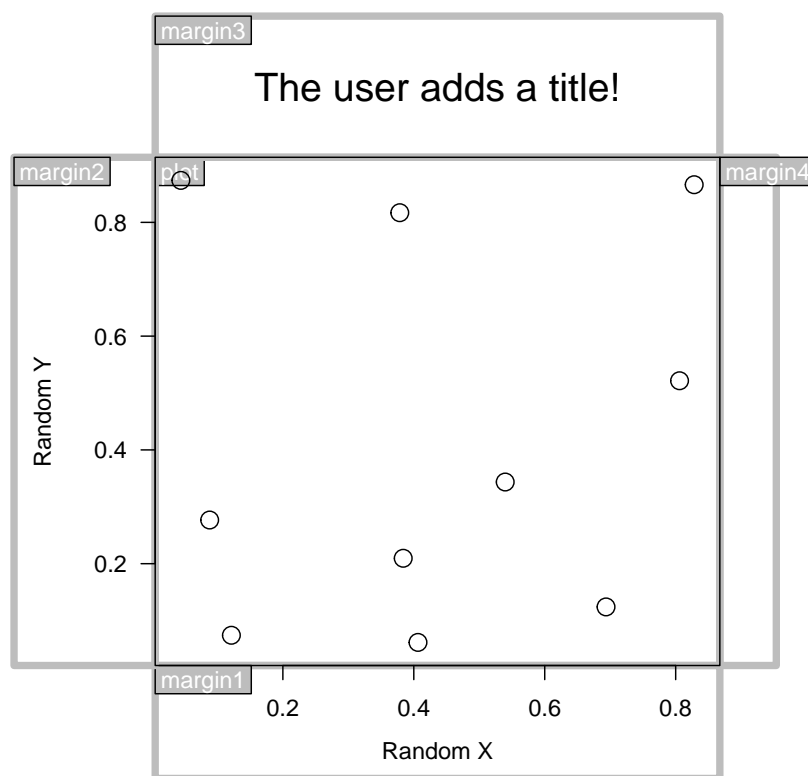 margin3
The user adds a title!
margin2
plot
margin4
0.8
0.6
0.4
0.2
Random Y
margin1
0.2 0.4 0.6 0.8
Random X